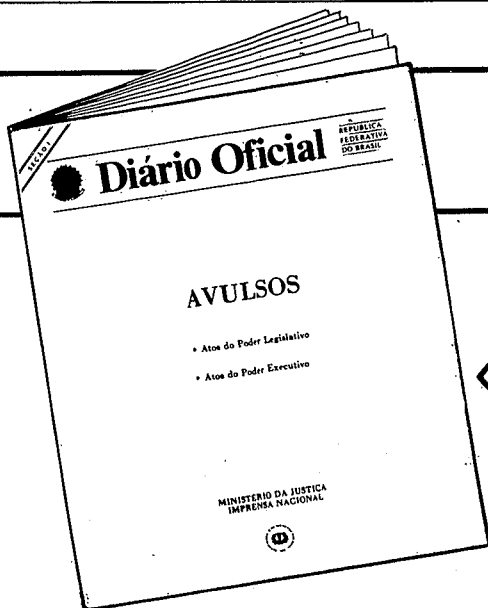 SEÇÃO I
Diário Oficial
REPÚBLICA
FEDERATIVA
DO BRASIL
AVULSOS
• Atos do Poder Legislativo
• Atos do Poder Executivo
MINISTÉRIO DA JUSTIÇA
IMPRENSA NACIONAL